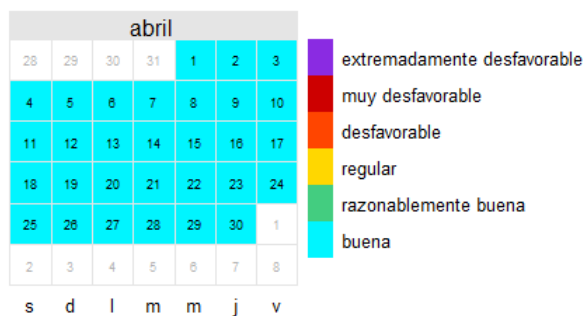 abril
28 29 30 31 1 2 3
4 5 6 7 8 9 10
11 12 13 14 15 16 17
18 19 20 21 22 23 24
25 26 27 28 29 30 1
2 3 4 5 6 7 8
s d l m m j v
extremadamente desfavorable
muy desfavorable
desfavorable
regular
razonablemente buena
buena